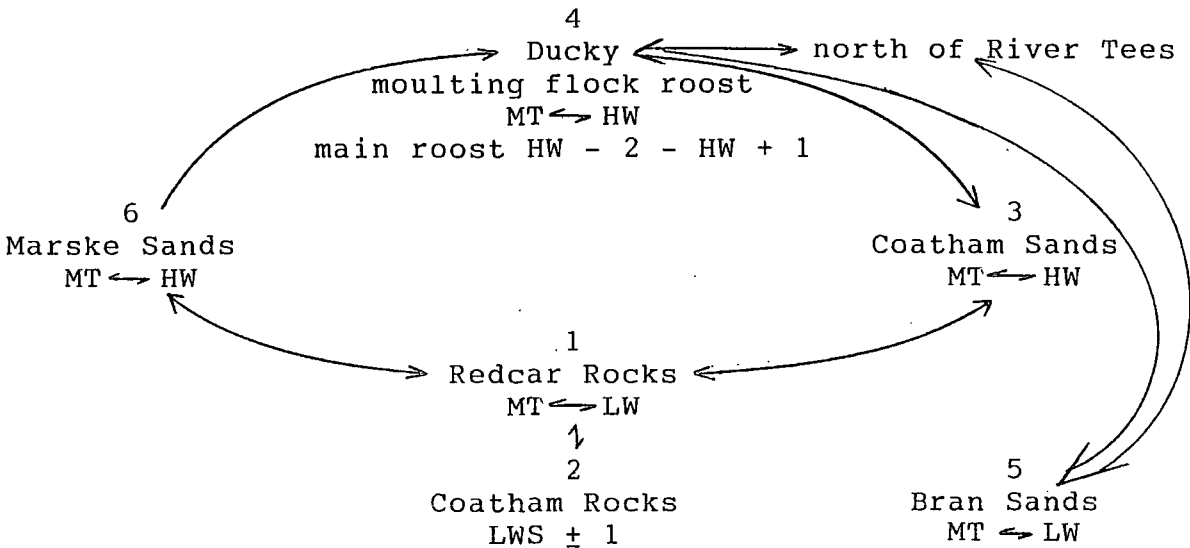 4
Ducky
north of River Tees
moulting flock roost
MT ↔ HW
main roost HW - 2 - HW + 1
6
Marske Sands
MT ↔ HW
3
Coatham Sands
MT ↔ HW
1
Redcar Rocks
MT ↔ LW
2
Coatham Rocks
LWS ± 1
5
Bran Sands
MT ↔ LW